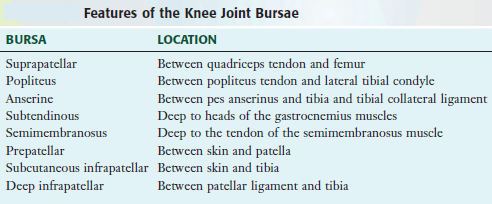 Features of the Knee Joint Bursae
BURSA LOCATION
Suprapatellar Between quadriceps tendon and femur
Popliteus Between popliteus tendon and lateral tibial condyle
Anserine Between pes anserinus and tibia and tibial collateral ligament
Subtendinous Deep to heads of the gastrocnemius muscles
Semimembranosus Deep to the tendon of the semimembranosus muscle
Prepatellar Between skin and patella
Subcutaneous infrapatellar Between skin and tibia
Deep infrapatellar Between patellar ligament and tibia